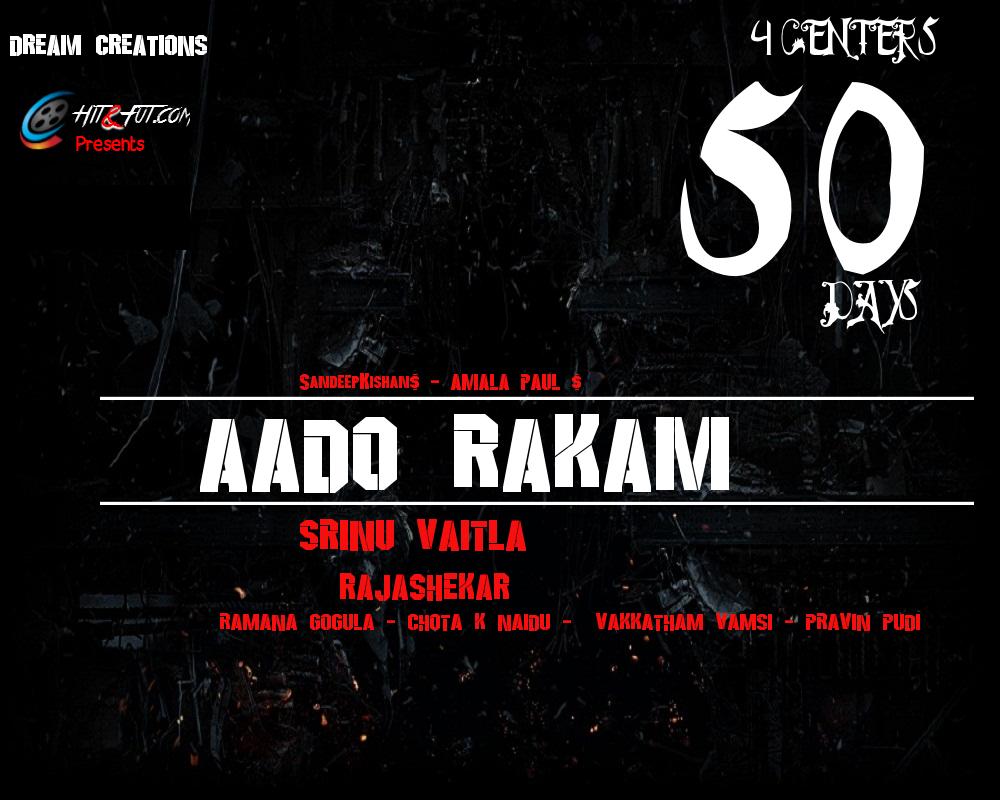 DREAM CREATIONS
4 CENTERS
50
DAYS
HIT&FUT.COM
Presents
SANDEEPKISHAN$ - AMALA PAUL $
AADO RAKAM
SRINU VAITLA
RAJASHEKAR
RAMANA GOGULA - CHOTA K NAIDU - VAKKATHAM VAMSI - PRAVIN PUDI